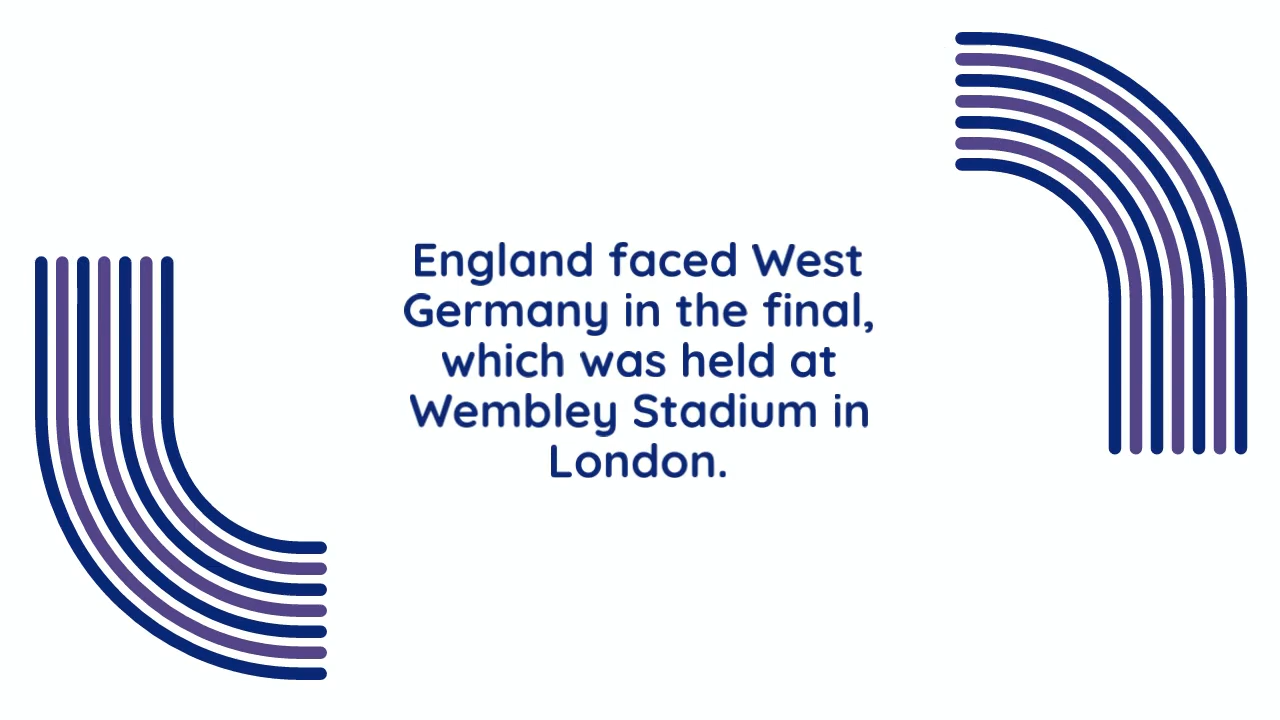 England faced West
Germany in the final,
which was held at
Wembley Stadium in
London.